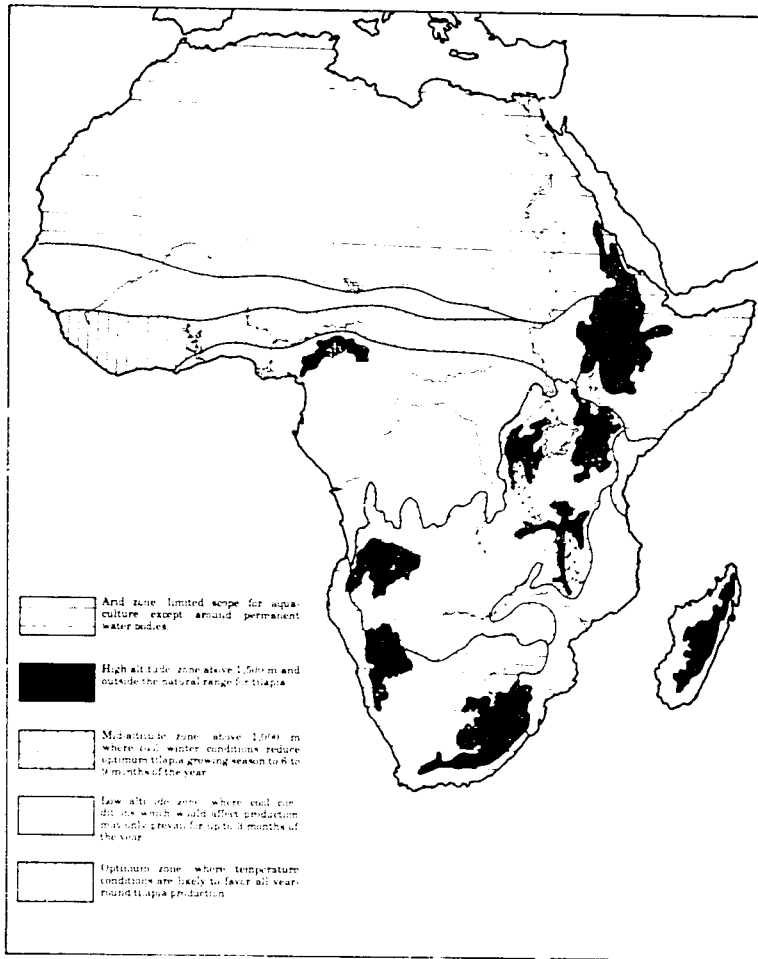 Arid zone limited scope for aqua-
culture except around permanent
water bodies.
High altitude zone above 1,500 m and
outside the natural range for tilapia
Mid-altitude zone above 1,000 m
where cool winter conditions reduce
optimum tilapia growing season to 6 to
9 months of the year
Low altitude zone where cool con-
ditions which would affect production
may only prevail for up to 3 months of
the year
Optimum zone where temperature
conditions are likely to favor all year-
round tilapia production